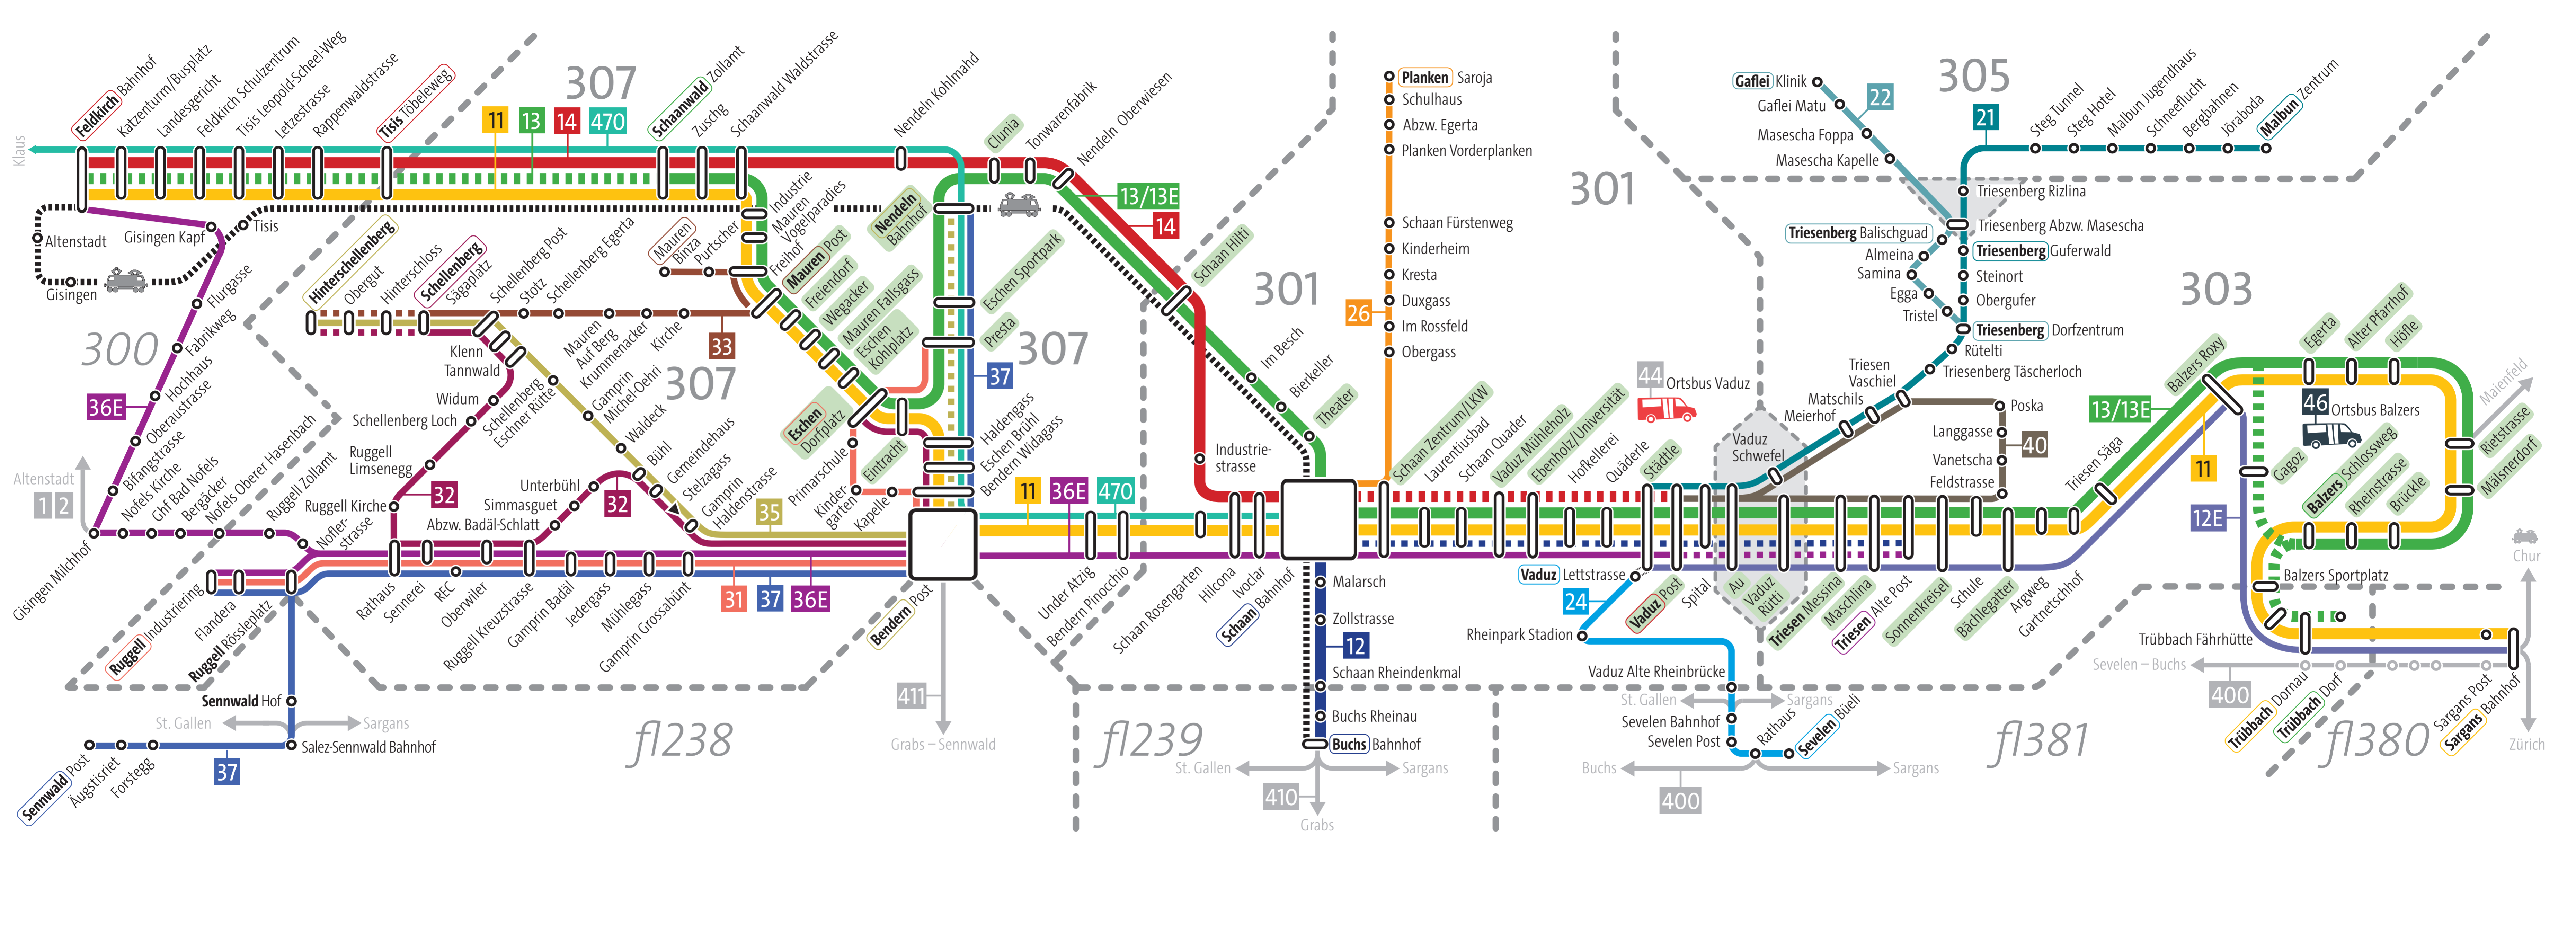 Klaus
Feldkirch Bahnhof
Katzenturm/Busplatz
Landesgericht
Feldkirch Schulzentrum
Tisis Leopold-Scheel-Weg
Letzestrasse
Rappenwaldstrasse
Tisis Töbeleweg
307
11
13
14
470
Schaanwald Zollamt
Zuschg
Schaanwald Waldstrasse
Nendeln Kohlmahd
Clunia
Tonwarenfabrik
Nendeln Oberwiesen
13/13E
14
Industrie
Mauren
Vogelparadies
Freihof
Nendeln
Bahnhof
Altenstadt
Gisingen
Gisingen Kapf
Tisis
Flurgasse
Fabrikweg
Hochhaus
Oberaustrasse
Bifangstrasse
300
36E
Altenstadt
1
2
Gisingen Milchhof
Nofels Kirche
Chf Bad Nofels
Bergäcker
Nofels Oberer Hasenbach
Ruggell Zollamt
Nofler-
strasse
Hinterschellenberg
Obergut
Hinterschloss
Schellenberg
Sägaplatz
Schellenberg Post
Stotz
Schellenberg Egerta
Mauren
Auf Berg
Krummenacker
Kirche
33
Mauren
Binza
Purtscher
Mauren Post
Freiendorf
Wegacker
Mauren Fallsgass
Eschen
Kohlplatz
Eschen
Dorfplatz
Eintracht
Primarschule
Kinder-
garten
Kapelle
Eschen Sportpark
Presta
307
37
Haldengass
Eschen Brühl
Bendern Widagass
Klenn
Tannwald
Widum
Schellenberg Loch
Ruggell
Limsenegg
Ruggell Kirche
32
Schellenberg
Eschner Rütte
Gamprin
Michel-Oehri
307
Waldeck
Bühl
Gemeindehaus
Stelzagass
Gamprin
Haldenstrasse
35
Unterbühl
Simmasguet
Abzw. Badäl-Schlatt
32
Ruggell Industriering
Flandera
Ruggell Rössleplatz
Rathaus
Sennerei
REC
Oberwiler
Ruggell Kreuzstrasse
Gamprin Badäl
Jedergass
Mühlegass
Gamprin Grossabünt
31
37
36E
Bendern Post
411
Grabs – Sennwald
Sennwald Hof
St. Gallen
Sargans
Salez-Sennwald Bahnhof
Sennwald Post
Äugstisriet
Forstegg
37
fl238
11
36E
470
Under Atzig
Bendern Pinocchio
Schaan Rosengarten
Hilcona
Ivoclar
Schaan Bahnhof
Industrie-
strasse
Schaan Hilti
Im Besch
Bierkeller
Theater
301
fl239
Malarsch
Zollstrasse
12
Schaan Rheindenkmal
Buchs Rheinau
Buchs Bahnhof
St. Gallen
Sargans
410
Grabs
Planken Saroja
Schulhaus
Abzw. Egerta
Planken Vorderplanken
Schaan Fürstenweg
Kinderheim
Kresta
Duxgass
Im Rossfeld
Obergass
26
301
Schaan Zentrum/LKW
Laurentiusbad
Schaan Quader
Vaduz Mühleholz
Ebenholz/Universität
Hofkellerei
Quäderle
Städtle
44 Ortsbus Vaduz
Vaduz
Schwefel
Vaduz Lettstrasse
24
Vaduz Post
Spital
Au
Vaduz
Rütti
Triesen Messina
Maschlina
Triesen Alte Post
Sonnenkreisel
Schule
Bächlegatter
Argweg
Gartnetschhof
Triesen Säga
Rheinpark Stadion
Vaduz Alte Rheinbrücke
St. Gallen
Sargans
Sevelen Bahnhof
Sevelen Post
Rathaus
Sevelen Büeli
Buchs
Sargans
400
fl381
Gaflei Klinik
Gaflei Matu
Masescha Foppa
Masescha Kapelle
22
305
21
Steg Tunnel
Steg Hotel
Malbun Jugendhaus
Schneeflucht
Bergbahnen
Jöraboda
Malbun Zentrum
Triesenberg Rizlina
Triesenberg Abzw. Masescha
Triesenberg Balischguad
Triesenberg Guferwald
Almeina
Steinort
Samina
Obergufer
Egga
Tristel
Triesenberg Dorfzentrum
Rütelti
Triesenberg Täscherloch
Triesen
Vaschiel
Matschils
Meierhof
Poska
Langgasse
Vanetscha
Feldstrasse
40
303
13/13E
11
12E
Balzers Roxy
Egerta
Alter Pfarrhof
Höfle
46 Ortsbus Balzers
Gagoz
Balzers Schlossweg
Rheinstrasse
Brückle
Rietstrasse
Mälsnerdorf
Maienfeld
Balzers Sportplatz
Trübbach Fährhütte
Sevelen – Buchs
400
Trübbach Dornau
Trübbach Dorf
fl380
Sargans Post
Sargans Bahnhof
Chur
Zürich